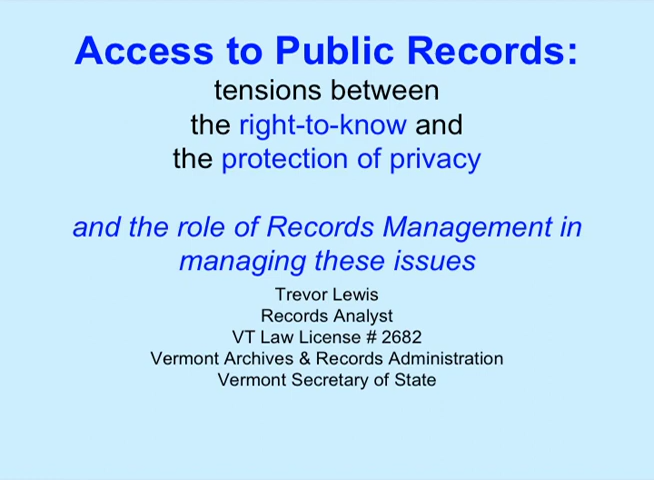 Access to Public Records:
tensions between
the right-to-know and
the protection of privacy
and the role of Records Management in
managing these issues
Trevor Lewis
Records Analyst
VT Law License # 2682
Vermont Archives & Records Administration
Vermont Secretary of State